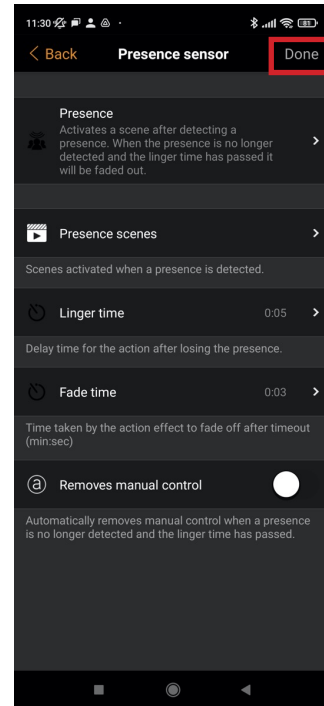 11:30
81
Back Presence sensor Done
Presence
Activates a scene after detecting a
presence. When the presence is no longer
detected and the linger time has passed it
will be faded out.
Presence scenes
Scenes activated when a presence is detected.
Linger time 0:05
Delay time for the action after losing the presence.
Fade time 0:03
Time taken by the action effect to fade off after timeout
(min:sec)
a Removes manual control
Automatically removes manual control when a presence
is no longer detected and the linger time has passed.